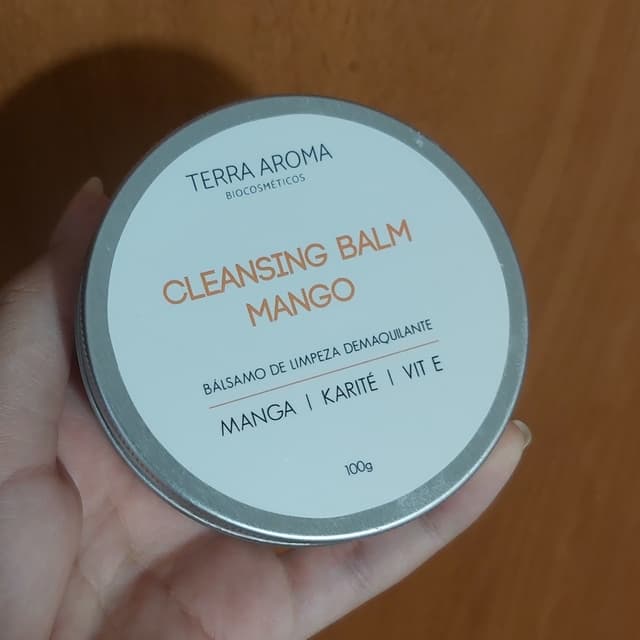 TERRA AROMA
BIOCOSMÉTICOS
CLEANSING BALM
MANGO
BÁLSAMO DE LIMPEZA DEMAQUILANTE
MANGA | KARITÉ | VIT E
100g